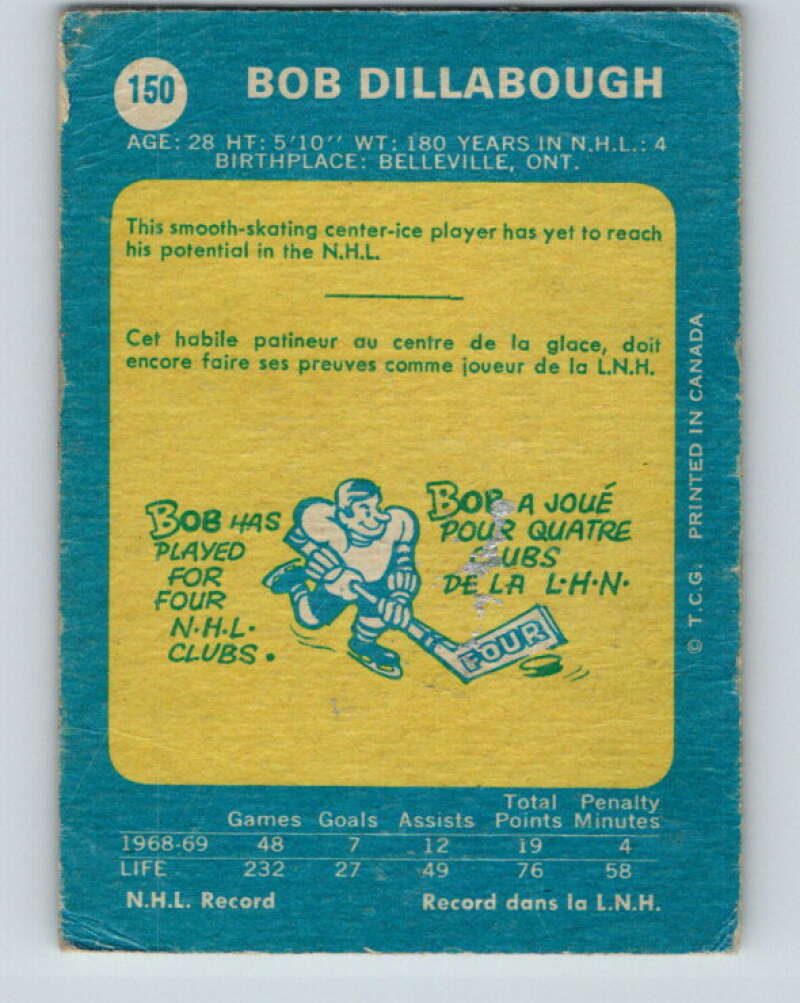 150
BOB DILLABOUGH
AGE: 28 HT: 5'10'' WT: 180 YEARS IN N.H.L.: 4
BIRTHPLACE: BELLEVILLE, ONT.
This smooth-skating center-ice player has yet to reach
his potential in the N.H.L.
Cet habile patineur au centre de la glace, doit
encore faire ses preuves comme joueur de la L.N.H.
BOB HAS
PLAYED
FOR
FOUR
N·H·L·
CLUBS.
BOB A JOUÉ
POUR QUATRE
UBS
DE LA L·H·N·
FOUR
© T.C.G. PRINTED IN CANADA
Games Goals Assists Total Points Penalty Minutes
1968-69 48 7 12 19 4
LIFE 232 27 49 76 58
N.H.L. Record Record dans la L.N.H.